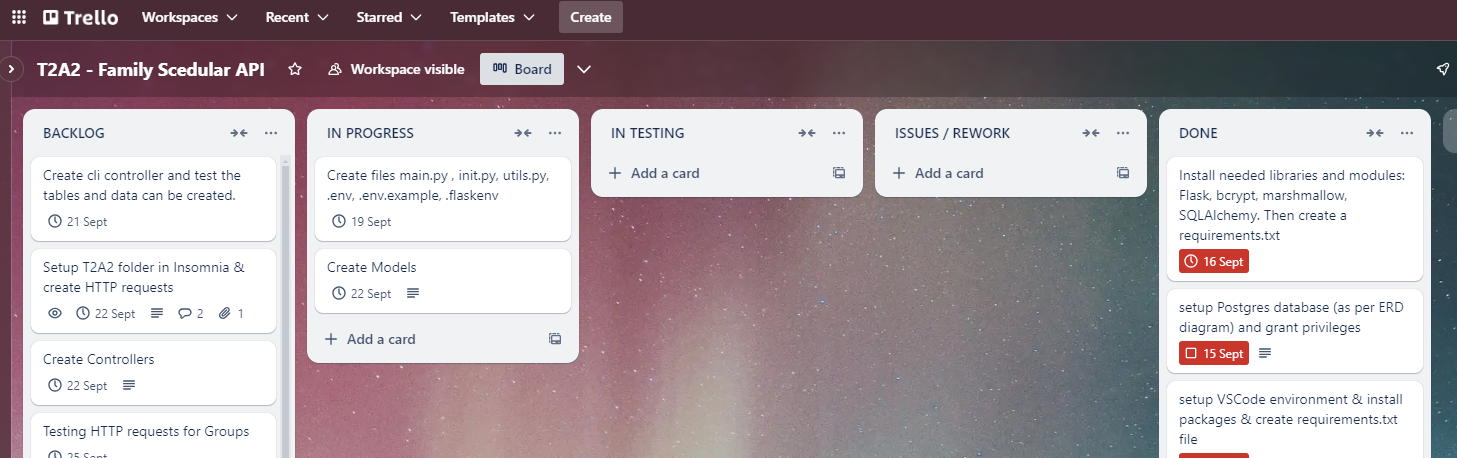 Trello
Workspaces
Recent
Starred
Templates
Create
T2A2 - Family Scedular API
Workspace visible
Board
BACKLOG
Create cli controller and test the
tables and data can be created.
21 Sept
Setup T2A2 folder in Insomnia &
create HTTP requests
22 Sept
2
1
Create Controllers
22 Sept
Testing HTTP requests for Groups
25 Sept
IN PROGRESS
Create files main.py , init.py, utils.py,
.env, .env.example, .flaskenv
19 Sept
Create Models
22 Sept
+ Add a card
IN TESTING
+ Add a card
ISSUES / REWORK
+ Add a card
DONE
Install needed libraries and modules:
Flask, bcrypt, marshmallow,
SQLAlchemy. Then create a
requirements.txt
16 Sept
setup Postgres database (as per ERD
diagram) and grant privileges
15 Sept
setup VSCode environment & install
packages & create requirements.txt
file